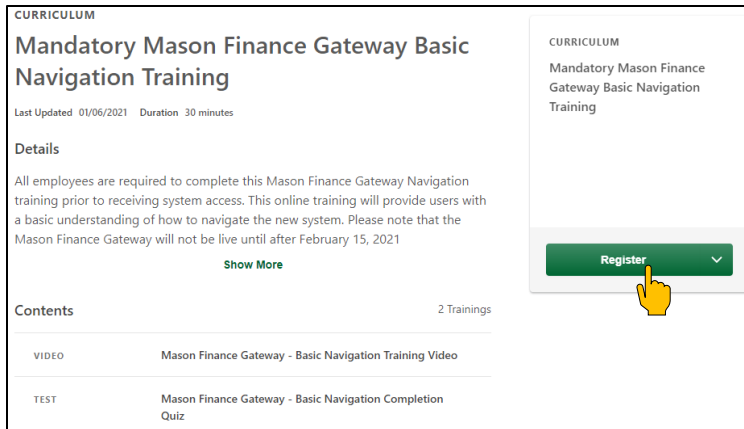 CURRICULUM
Mandatory Mason Finance Gateway Basic
Navigation Training
Last Updated 01/06/2021 Duration 30 minutes
Details
All employees are required to complete this Mason Finance Gateway Navigation
training prior to receiving system access. This online training will provide users with
a basic understanding of how to navigate the new system. Please note that the
Mason Finance Gateway will not be live until after February 15, 2021
Show More
Contents 2 Trainings
VIDEO Mason Finance Gateway - Basic Navigation Training Video
TEST Mason Finance Gateway - Basic Navigation Completion
Quiz
CURRICULUM
Mandatory Mason Finance
Gateway Basic Navigation
Training
Register